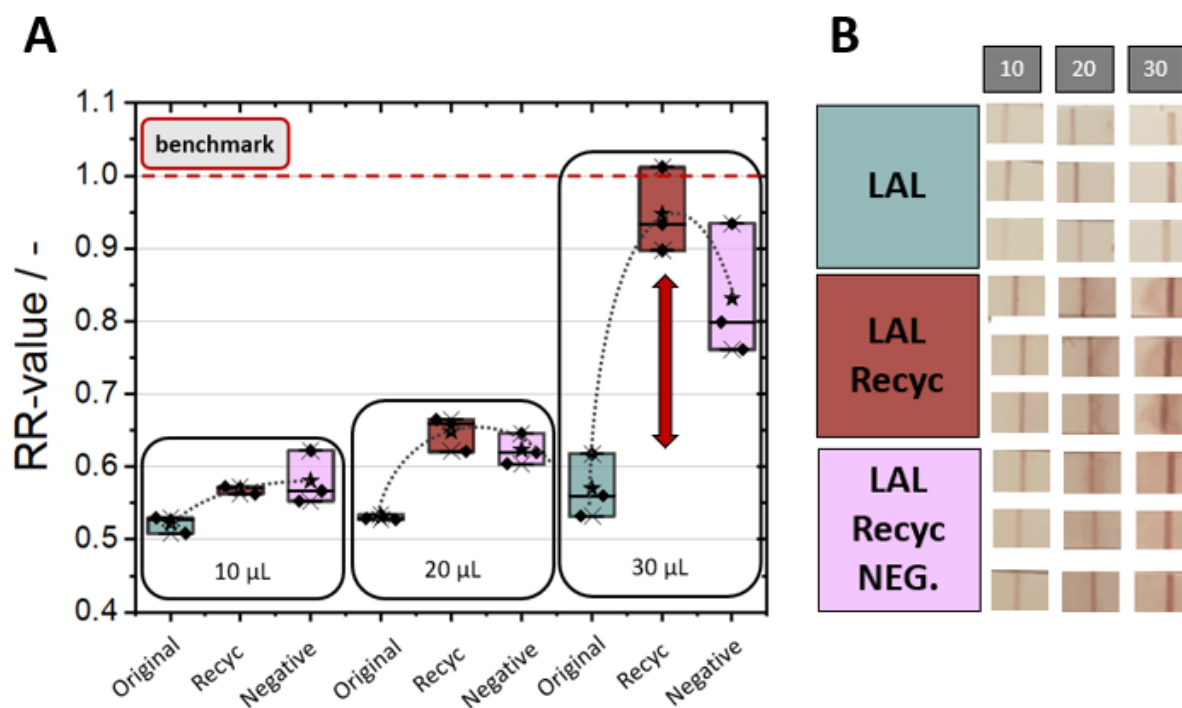 A
B
RR-value / -
1.1
1.0
0.9
0.8
0.7
0.6
0.5
0.4
benchmark
10 µL
20 µL
30 µL
Original
Recyc
Negative
Original
Recyc
Negative
Original
Recyc
Negative
10
20
30
LAL
LAL
Recyc
LAL
Recyc
NEG.